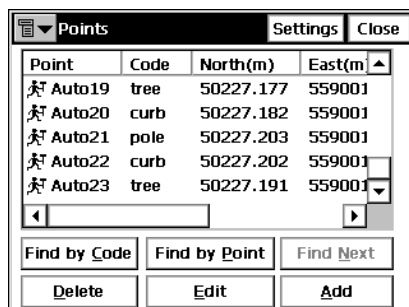 Points Settings Close
Point Code North(m) East(m
Auto19 tree 50227.177 559001
Auto20 curb 50227.182 559001
Auto21 pole 50227.203 559001
Auto22 curb 50227.202 559001
Auto23 tree 50227.191 559001
Find by Code Find by Point Find Next
Delete Edit Add